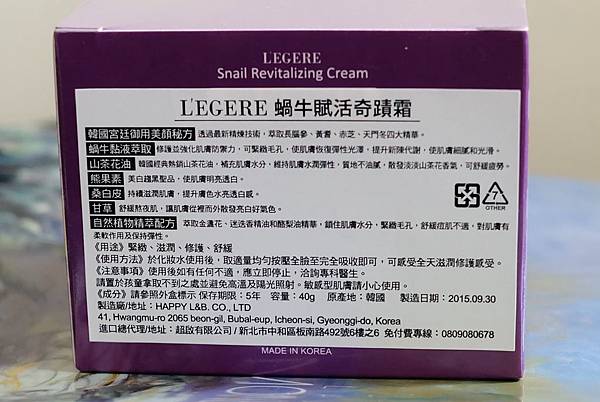 L'EGERE
Snail Revitalizing Cream
L'EGERE 蝸牛賦活奇蹟霜
韓國宮廷御用美顏秘方 透過最新精煉技術，萃取長腦參、黃耆、赤芝、天門冬四大精華。
蝸牛黏液萃取 修護並強化肌膚防禦力，可緊緻毛孔，使肌膚恢復彈性光澤，提升新陳代謝，使肌膚細膩和光滑。
山茶花油 韓國經典熱銷山茶花油，補充肌膚水分，維持肌膚水潤彈性，質地不油膩，散發淡淡山茶花香氣，可舒緩疲勞。
熊果素 美白趨黑聖品，使肌膚明亮透白。
桑白皮 持續滋潤肌膚，提升膚色水亮透白感。
甘草 舒緩熬夜肌，讓肌膚從裡而外散發亮白好氣色。
自然植物精萃配方 萃取金盞花、迷迭香精油和酪梨油精華，鎖住肌膚水分，緊緻毛孔，舒緩痘肌不適，對肌膚有
柔軟作用及保持彈性。
《用途》緊緻、滋潤、修護、舒緩
《使用方法》於化妝水使用後，取適量均勻按壓全臉至完全吸收即可，可感受全天滋潤修護感受。
《注意事項》使用後如有任何不適，應立即停止，洽詢專科醫生。
請置於孩童拿取不到之處並避免高溫及陽光照射。敏感型肌膚請小心使用。
《成分》請參照外盒標示 保存期限：5年 容量：40g 原產地：韓國 製造日期：2015.09.30
製造廠/地址：HAPPY L&B. CO., LTD
41, Hwangmu-ro 2065 beon-gil, Bubal-eup, Icheon-si, Gyeonggi-do, Korea
進口總代理/地址：超啟有限公司 / 新北市中和區板南路492號6樓之6 免付費專線：0809080678
7
OTHER
MADE IN KOREA